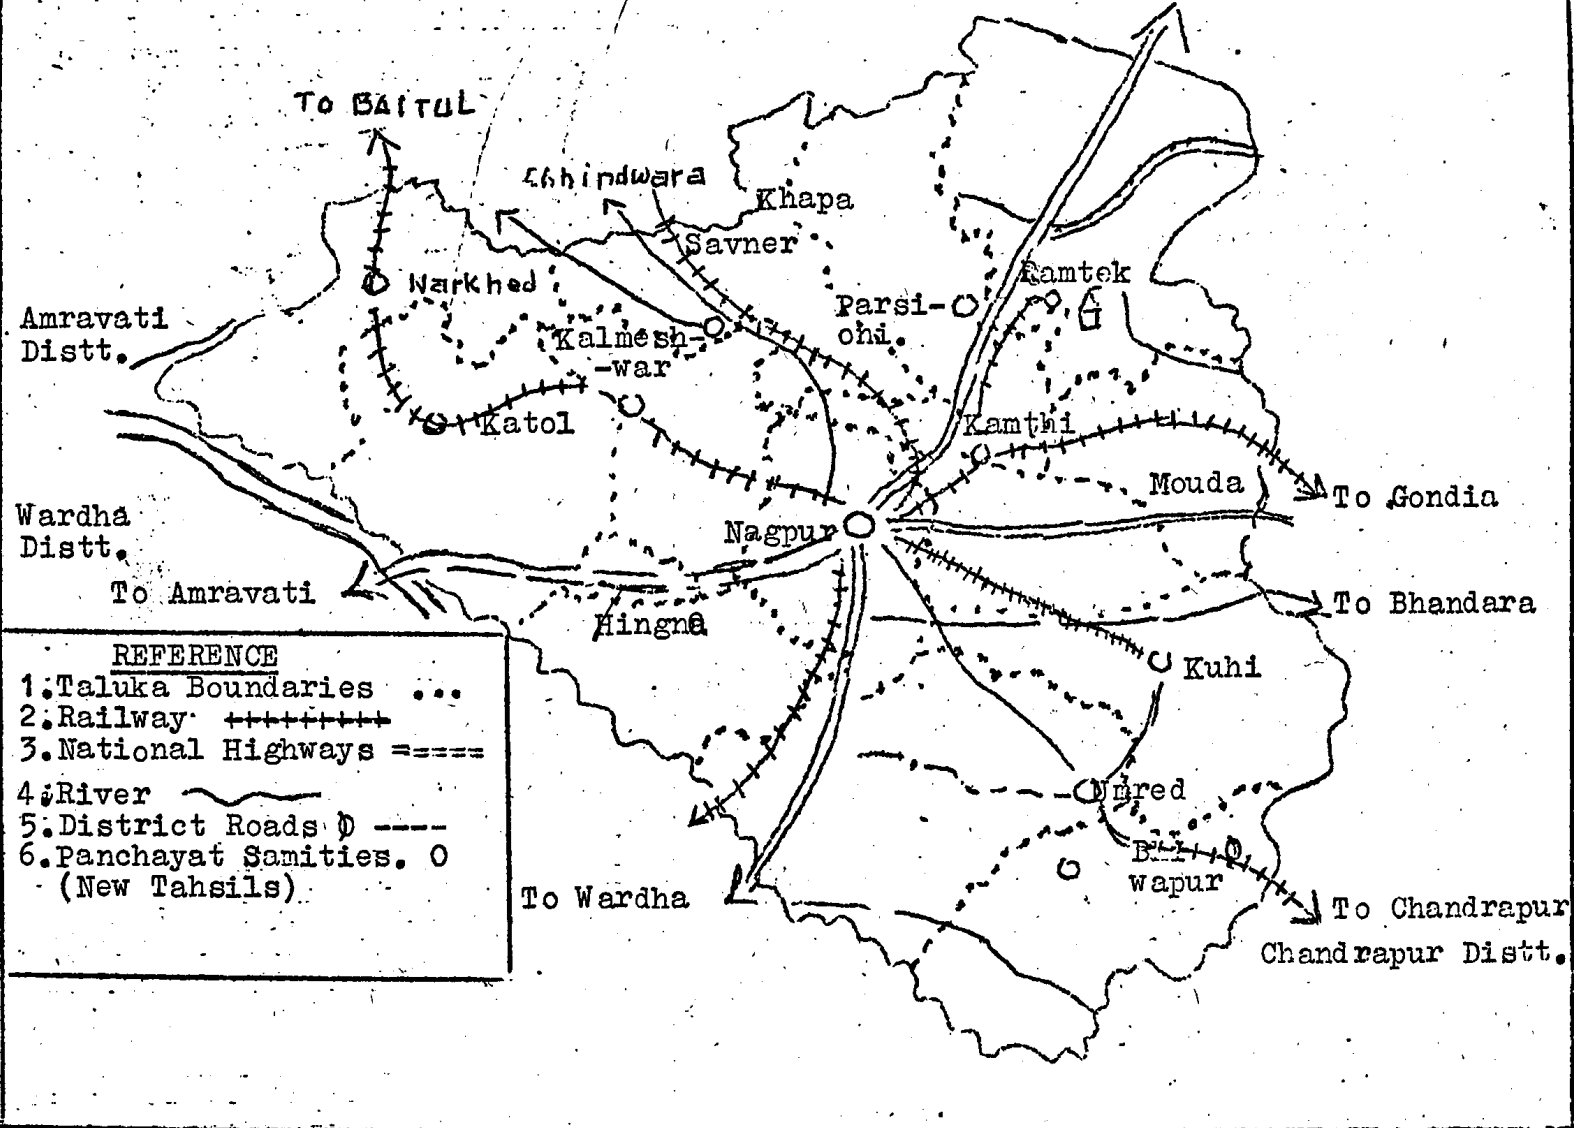 TO BAITUL
Chhindwara
Khapa
Savner
Ramtek
Narkhed
Parsi-
ohi.
Amravati
Distt.
Kalmesh-
-war
Katol
Kamthi
Mouda
To Gondia
Wardha
Distt.
Nagpur
To Amravati
To Bhandara
Hingna
Kuhi
REFERENCE
1.Taluka Boundaries ...
2.Railway +++++++++
3.National Highways =====
4.River
5.District Roads ----
6.Panchayat Samities. O
(New Tahsils)
Umred
wapur
To Wardha
To Chandrapur
Chandrapur Distt.